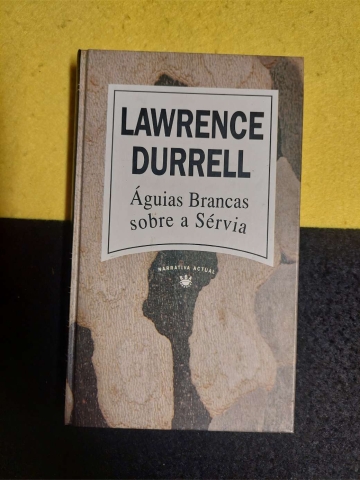 LAWRENCE
DURRELL
Águias Brancas
sobre a Sérvia
NARRATIVA ACTUAL